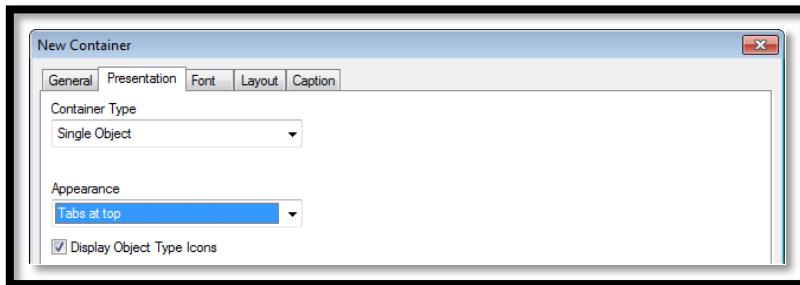 New Container
General Presentation Font Layout Caption
Container Type
Single Object
Appearance
Tabs at top
Display Object Type Icons